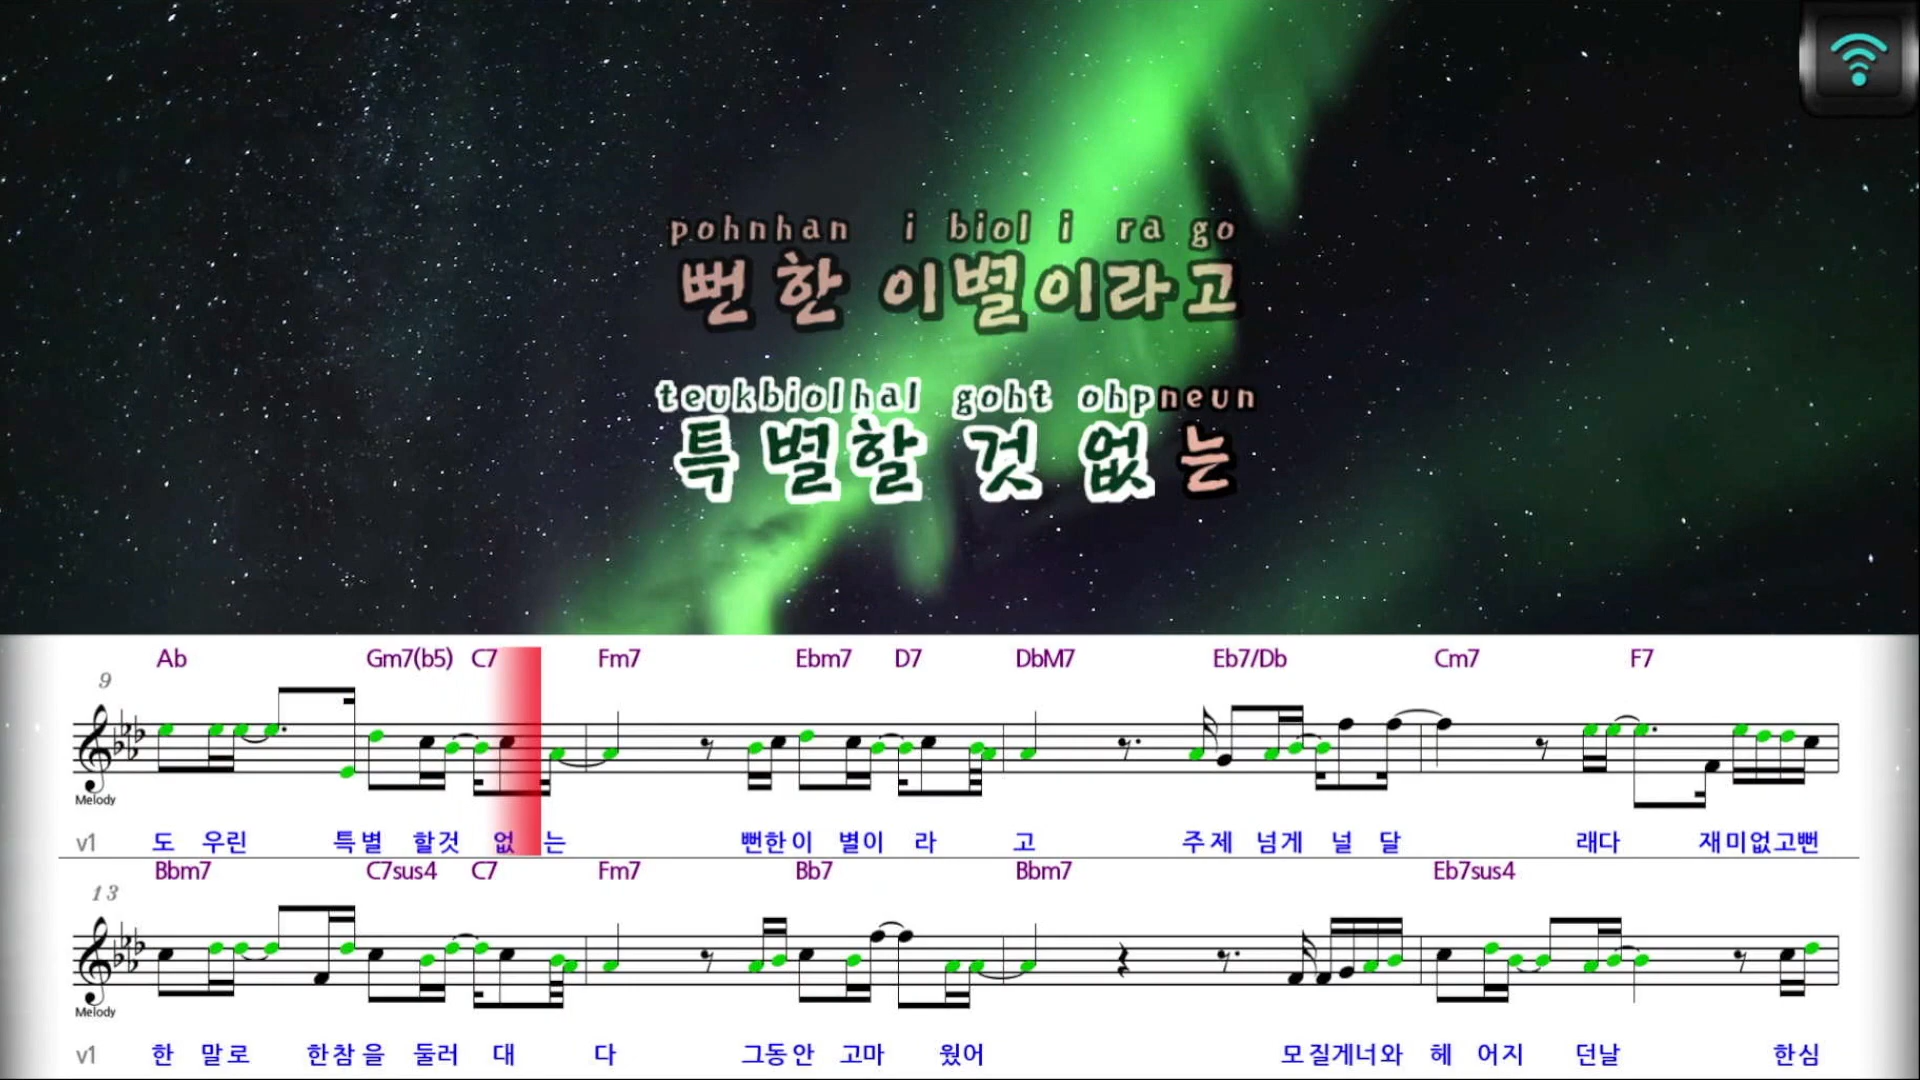 pohnhan i biol i ra go
뻔한 이별이라고
teukbiolhal goht ohpneun
특별할 것 없는
Ab Gm7(b5) C7 Fm7 Ebm7 D7 DbM7 Eb7/Db Cm7 F7
9
Melody
v1 도 우린 특별 할것 없 는 뻔한이 별이 라 고 주제 넘게 널 달 래다 재미없고뻔
Bbm7 C7sus4 C7 Fm7 Bb7 Bbm7 Eb7sus4
13
Melody
v1 한 말로 한참을 둘러 대 다 그동안 고마 웠어 모질게너와 헤 어지 던날 한심